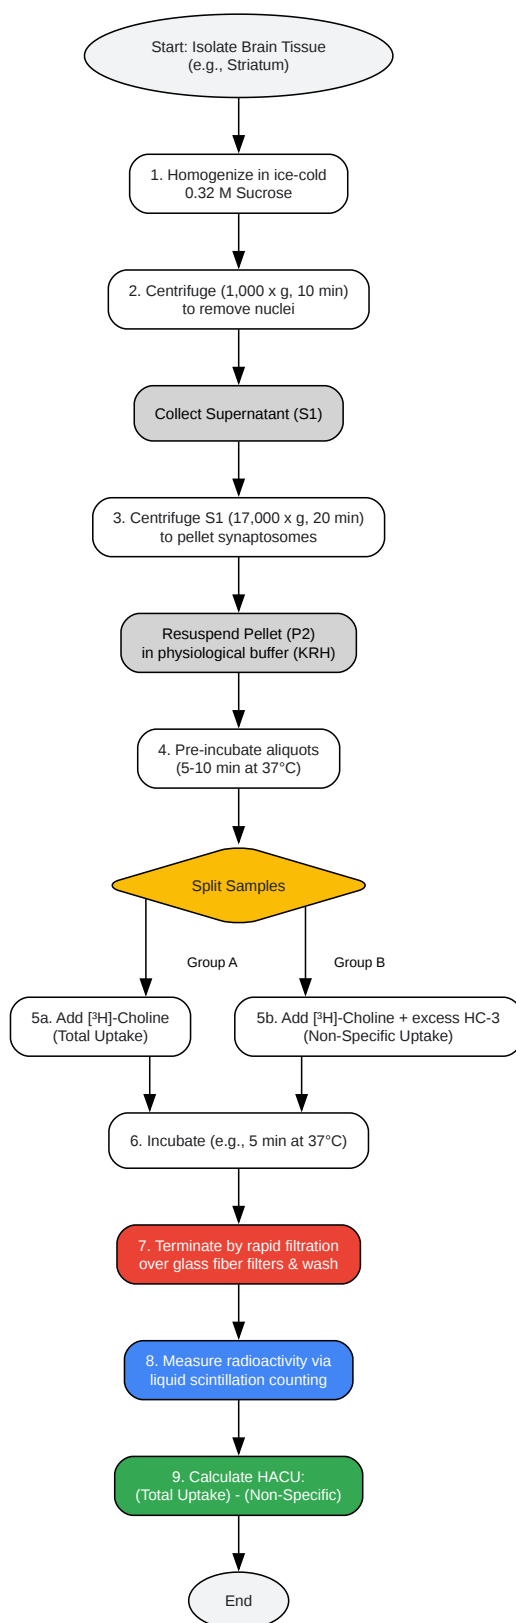 Start: Isolate Brain Tissue
(e.g., Striatum)
1. Homogenize in ice-cold
0.32 M Sucrose
2. Centrifuge (1,000 x g, 10 min)
to remove nuclei
Collect Supernatant (S1)
3. Centrifuge S1 (17,000 x g, 20 min)
to pellet synaptosomes
Resuspend Pellet (P2)
in physiological buffer (KRH)
4. Pre-incubate aliquots
(5-10 min at 37°C)
Split Samples
Group A
Group B
5a. Add [³H]-Choline
(Total Uptake)
5b. Add [³H]-Choline + excess HC-3
(Non-Specific Uptake)
6. Incubate (e.g., 5 min at 37°C)
7. Terminate by rapid filtration
over glass fiber filters & wash
8. Measure radioactivity via
liquid scintillation counting
9. Calculate HACU:
(Total Uptake) - (Non-Specific)
End